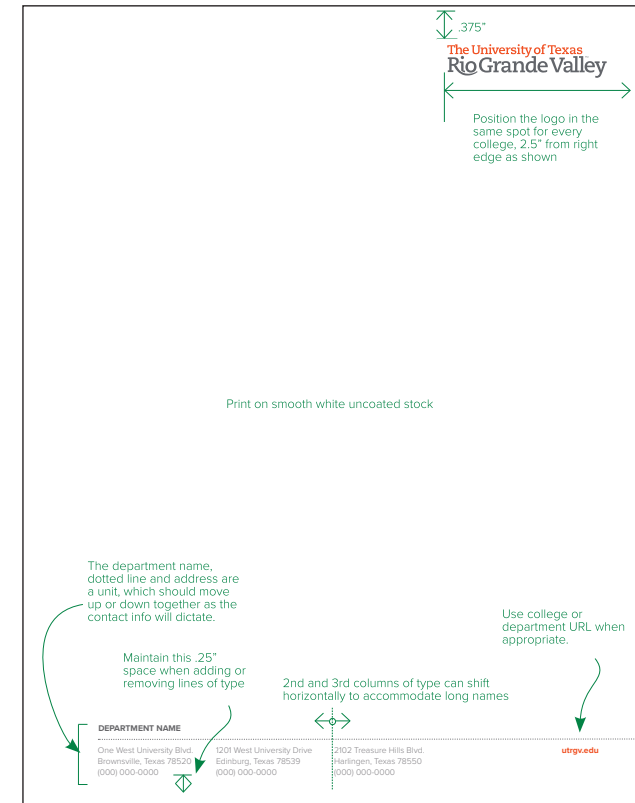 .375”
The University of Texas
Rio Grande Valley
Position the logo in the
same spot for every
college, 2.5” from right
edge as shown
Print on smooth white uncoated stock
The department name,
dotted line and address are
a unit, which should move
up or down together as the
contact info will dictate.
Use college or
department URL when
appropriate.
Maintain this .25”
space when adding or
removing lines of type
2nd and 3rd columns of type can shift
horizontally to accommodate long names
DEPARTMENT NAME
One West University Blvd.
Brownsville, Texas 78520
(000) 000-0000
1201 West University Drive
Edinburg, Texas 78539
(000) 000-0000
2102 Treasure Hills Blvd.
Harlingen, Texas 78550
(000) 000-0000
utrgv.edu